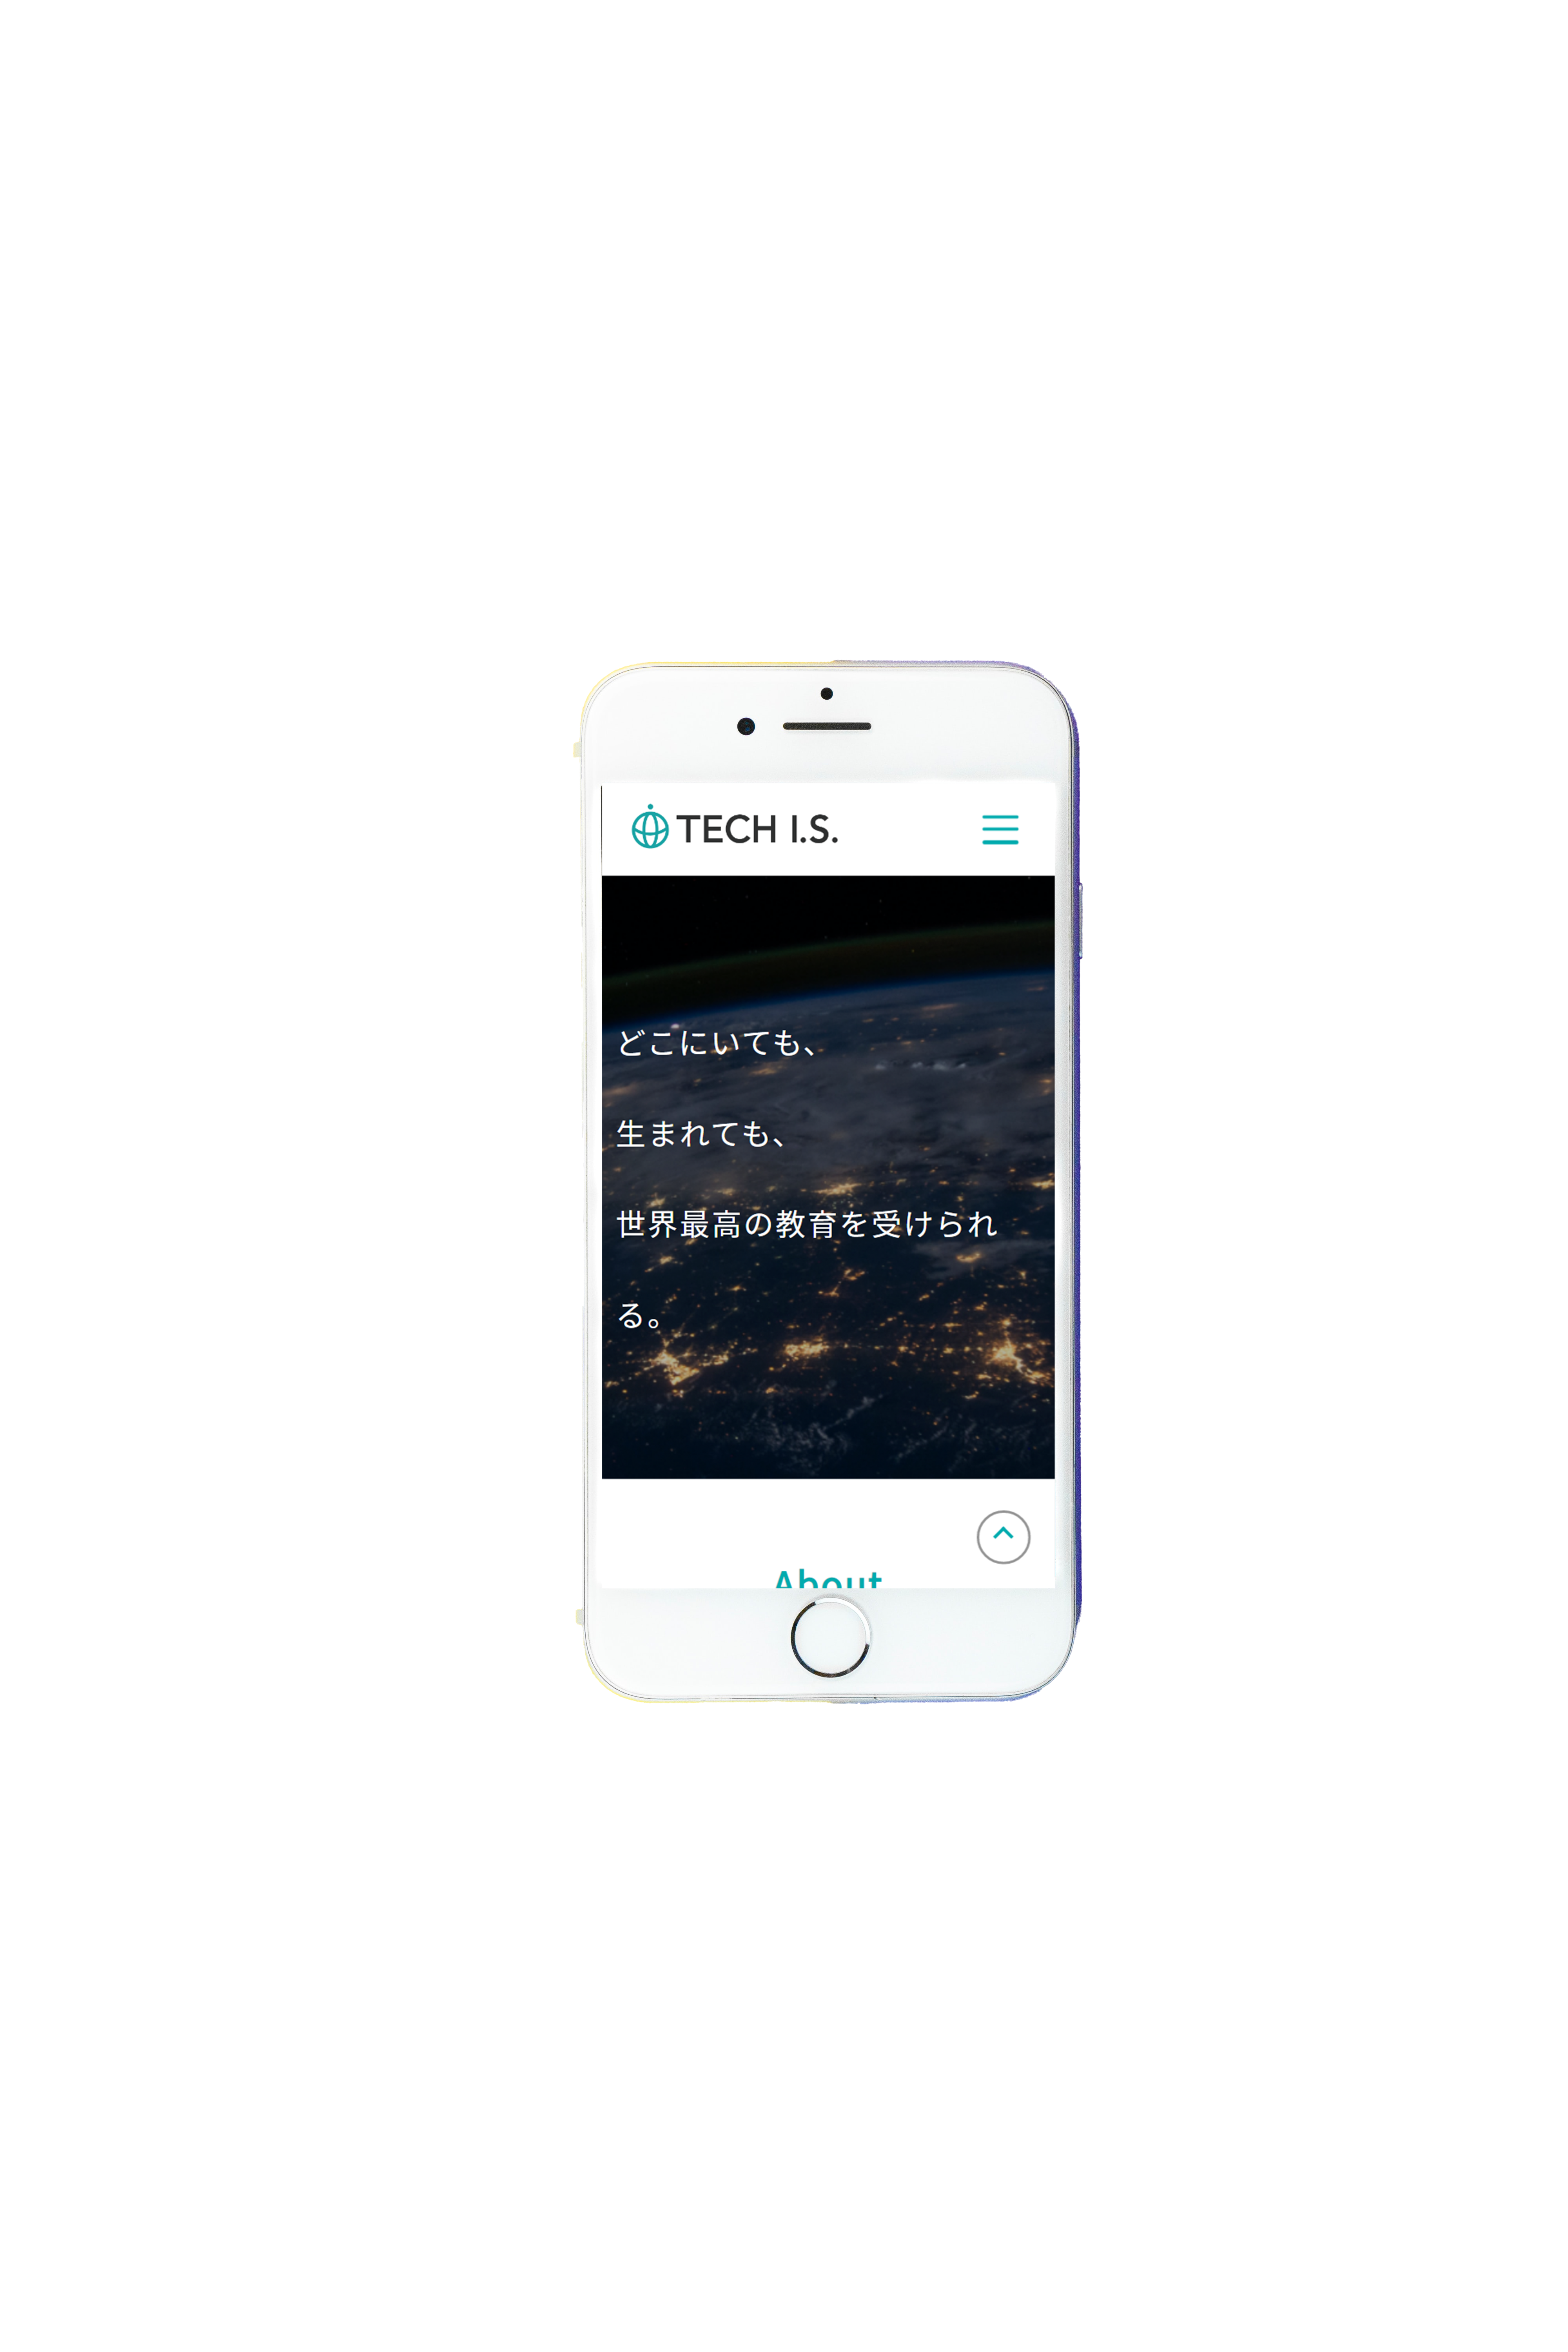 TECH I.S.
どこにいても、
生まれても、
世界最高の教育を受けられ
る。
About